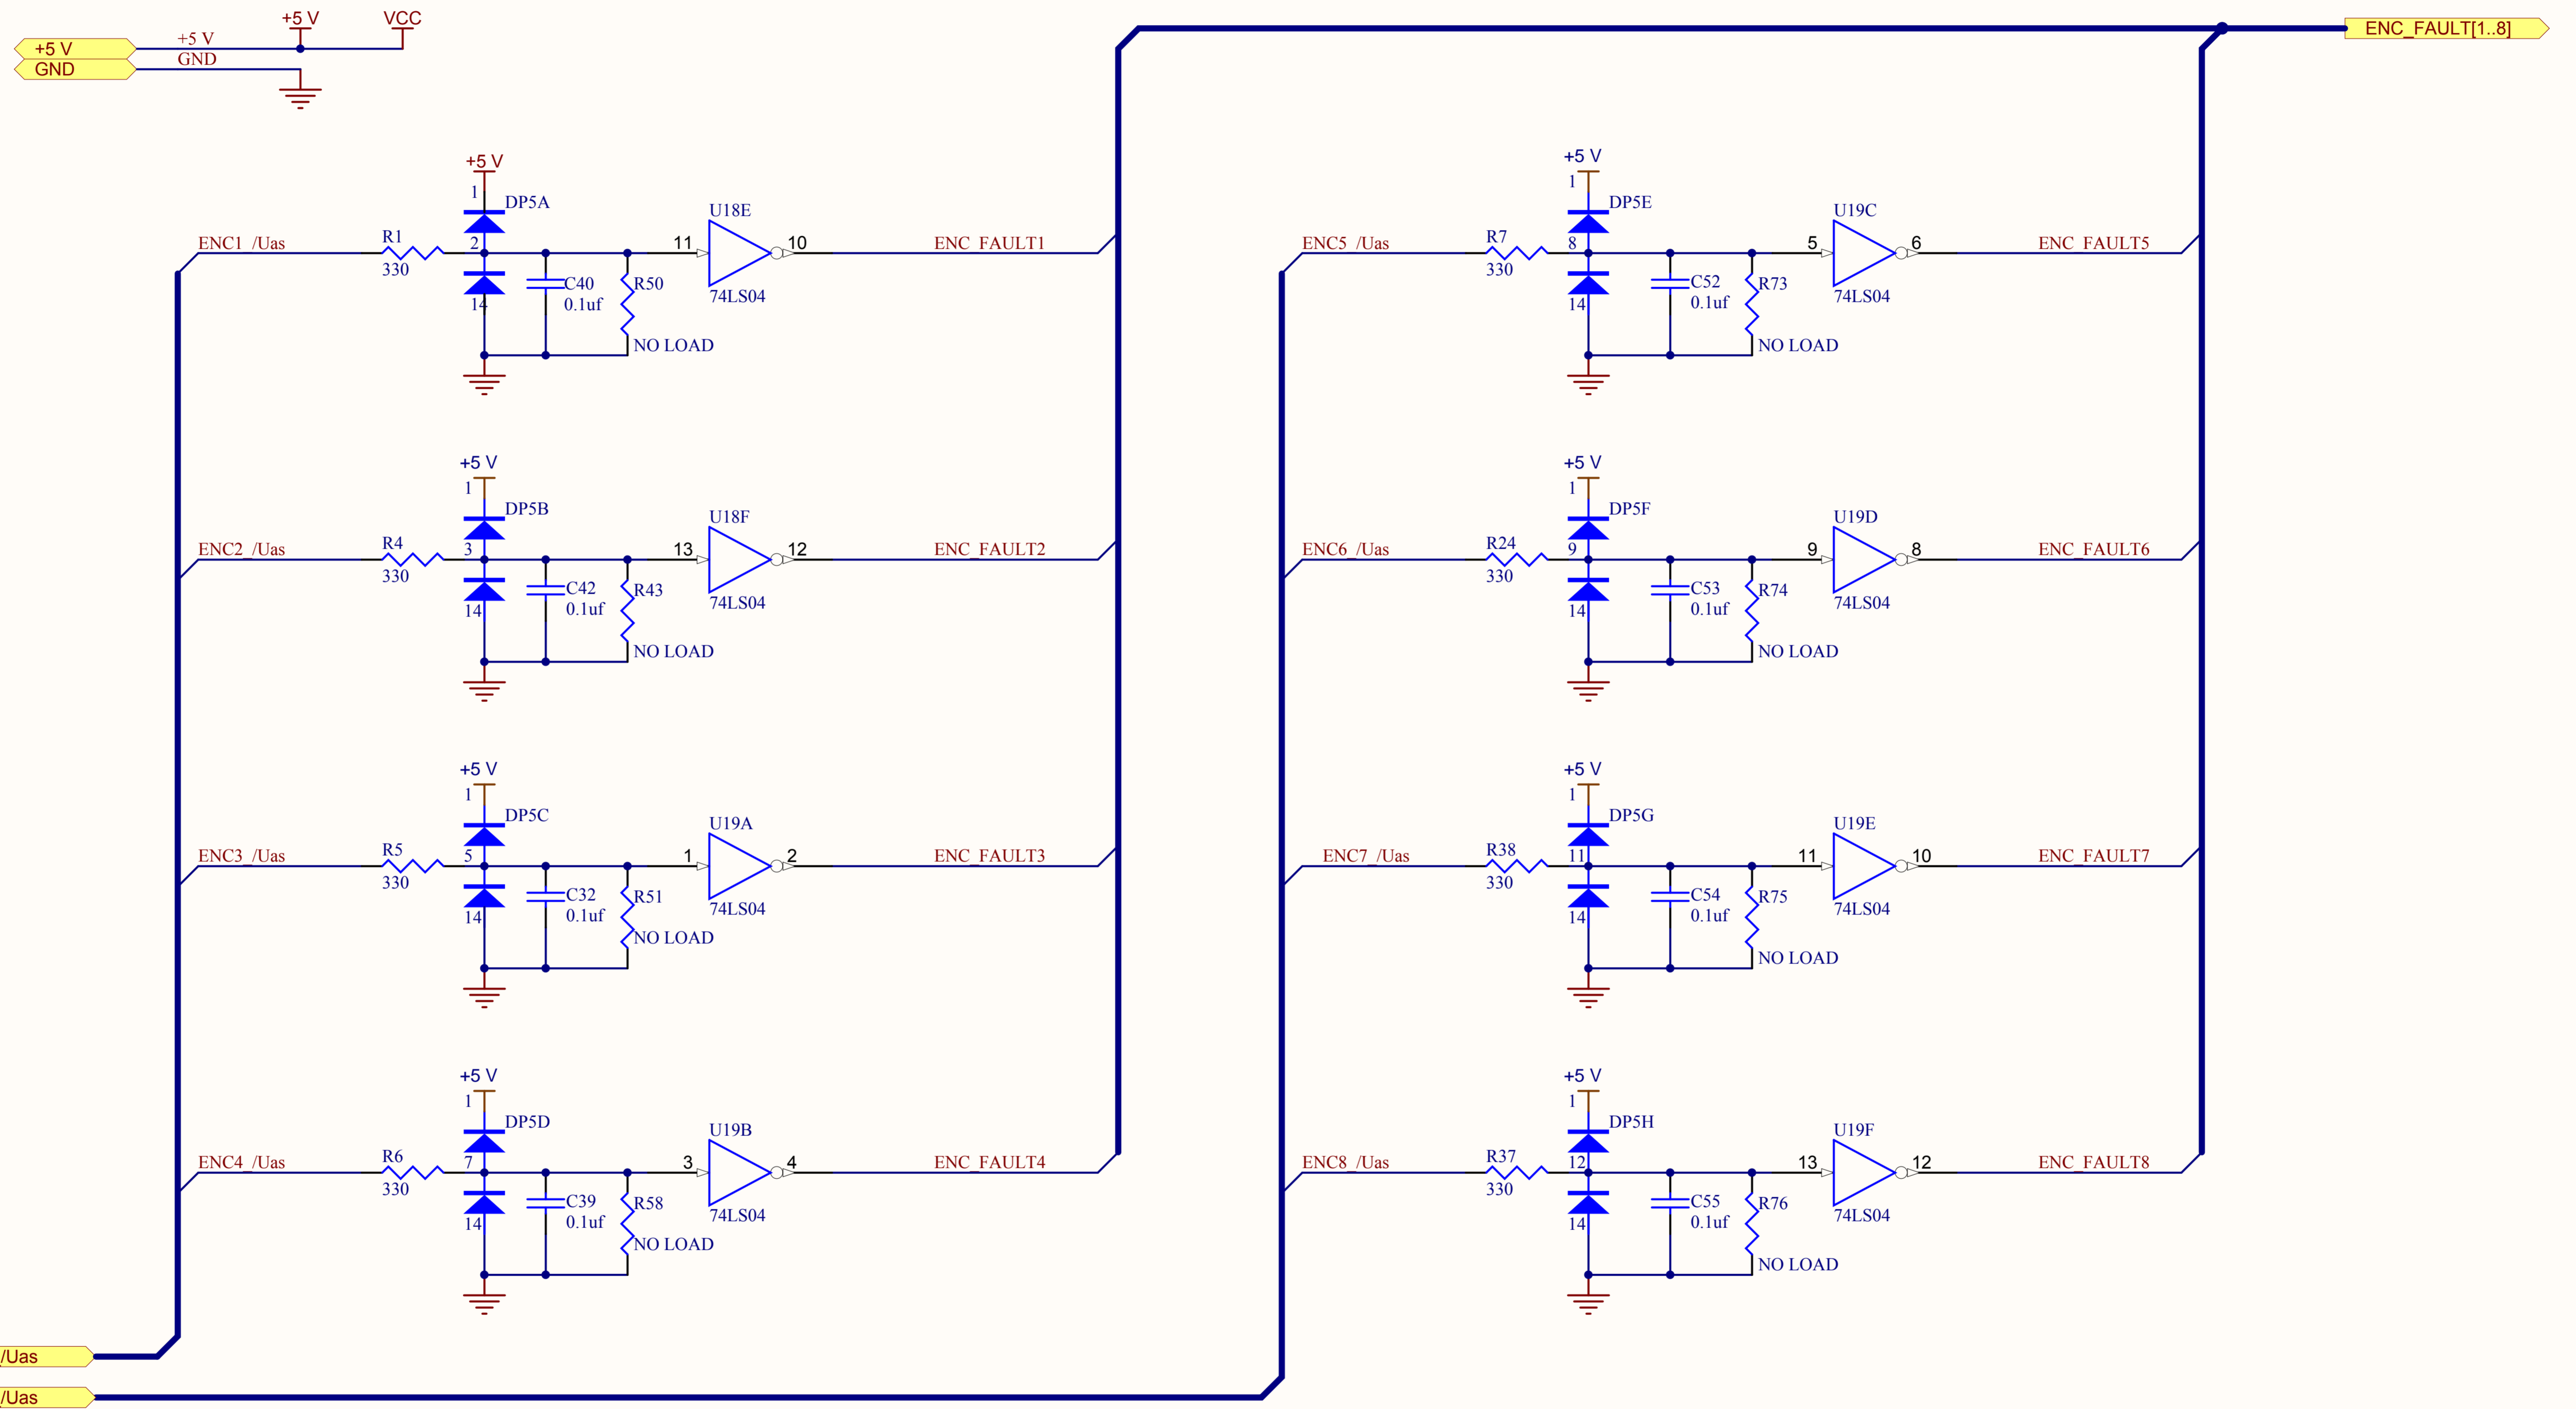 +5 V
GND
+5 V
GND
+5 V
VCC
ENC_FAULT[1..8]
+5 V
1
DP5A
ENC1_/Uas
R1
330
2
14
C40
0.1uf
R50
NO LOAD
11
U18E
10
74LS04
ENC_FAULT1
+5 V
1
DP5B
ENC2_/Uas
R4
330
3
14
C42
0.1uf
R43
NO LOAD
13
U18F
12
74LS04
ENC_FAULT2
+5 V
1
DP5C
ENC3_/Uas
R5
330
5
14
C32
0.1uf
R51
NO LOAD
1
U19A
2
74LS04
ENC_FAULT3
+5 V
1
DP5D
ENC4_/Uas
R6
330
7
14
C39
0.1uf
R58
NO LOAD
3
U19B
4
74LS04
ENC_FAULT4
+5 V
1
DP5E
ENC5_/Uas
R7
330
8
14
C52
0.1uf
R73
NO LOAD
5
U19C
6
74LS04
ENC_FAULT5
+5 V
1
DP5F
ENC6_/Uas
R24
330
9
14
C53
0.1uf
R74
NO LOAD
9
U19D
8
74LS04
ENC_FAULT6
+5 V
1
DP5G
ENC7_/Uas
R38
330
11
14
C54
0.1uf
R75
NO LOAD
11
U19E
10
74LS04
ENC_FAULT7
+5 V
1
DP5H
ENC8_/Uas
R37
330
12
14
C55
0.1uf
R76
NO LOAD
13
U19F
12
74LS04
ENC_FAULT8
/Uas
/Uas